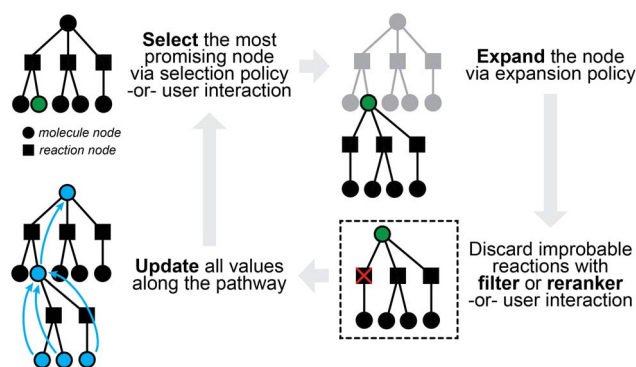 Select the most
promising node
via selection policy
-or- user interaction
Expand the node
via expansion policy
molecule node
reaction node
Update all values
along the pathway
Discard improbable
reactions with
filter or reranker
-or- user interaction